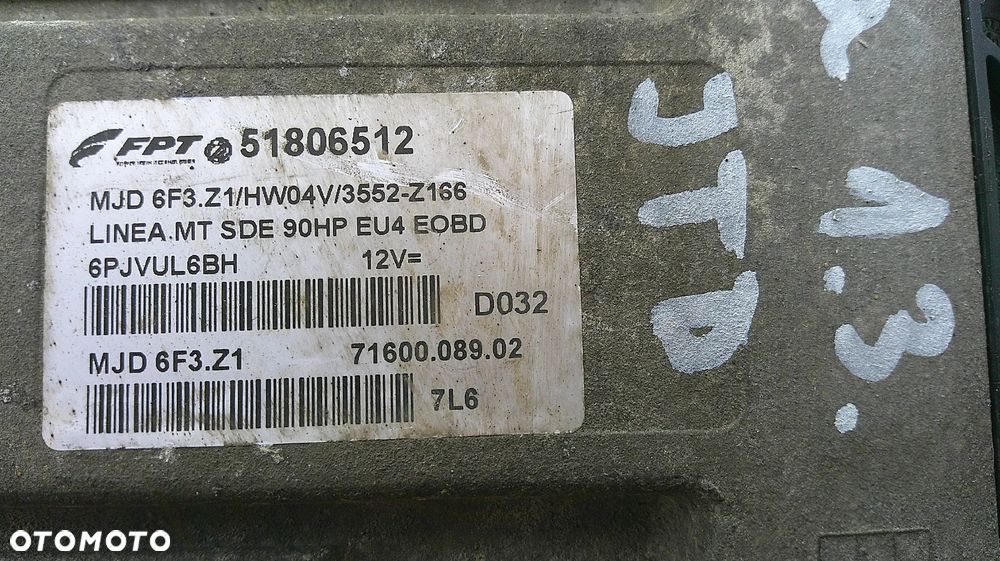 FPT 51806512
MJD 6F3.Z1/HW04V/3552-Z166
LINEA MT SDE 90HP EU4 EOBD
6PJVUL6BH 12V=
D032
MJD 6F3.Z1 71600.089.02
7L6
JTD
1.3.
OTOMOTO